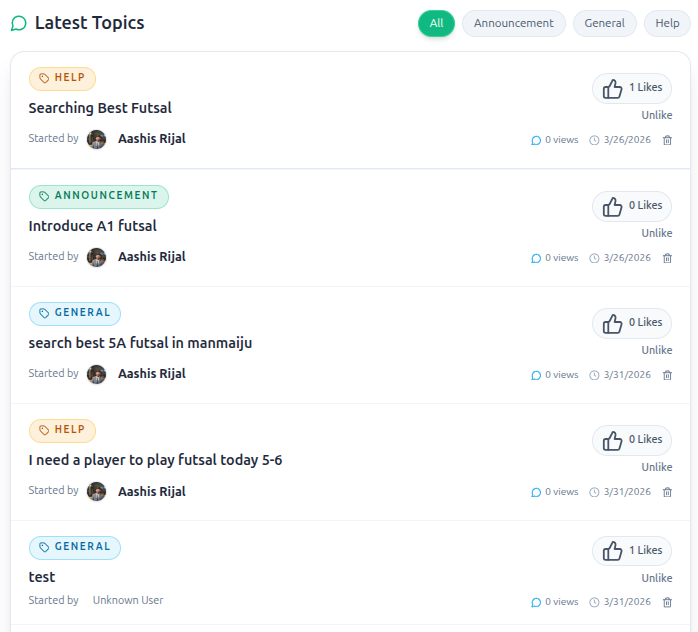 Latest Topics
All Announcement General Help
HELP
Searching Best Futsal
Started by Aashis Rijal
1 Likes
Unlike
0 views 3/26/2026
ANNOUNCEMENT
Introduce A1 futsal
Started by Aashis Rijal
0 Likes
Unlike
0 views 3/26/2026
GENERAL
search best 5A futsal in manmaiju
Started by Aashis Rijal
0 Likes
Unlike
0 views 3/31/2026
HELP
I need a player to play futsal today 5-6
Started by Aashis Rijal
0 Likes
Unlike
0 views 3/31/2026
GENERAL
test
Started by Unknown User
1 Likes
Unlike
0 views 3/31/2026